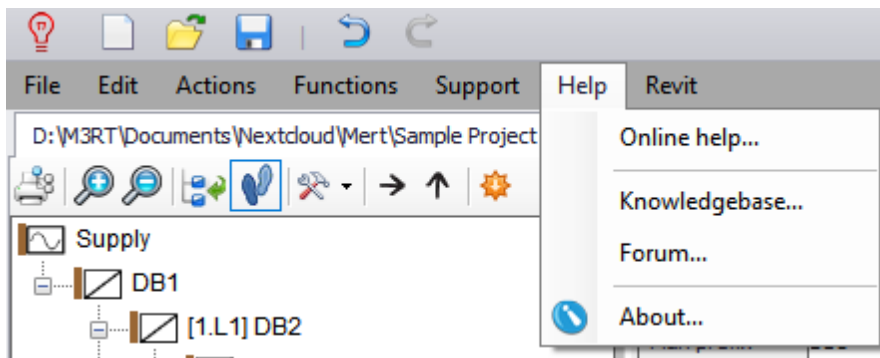 File Edit Actions Functions Support Help Revit
D:\M3RT\Documents\Nextcloud\Mert\Sample Project
Online help...
Knowledgebase...
Forum...
About...
Supply
DB1
[1.L1] DB2